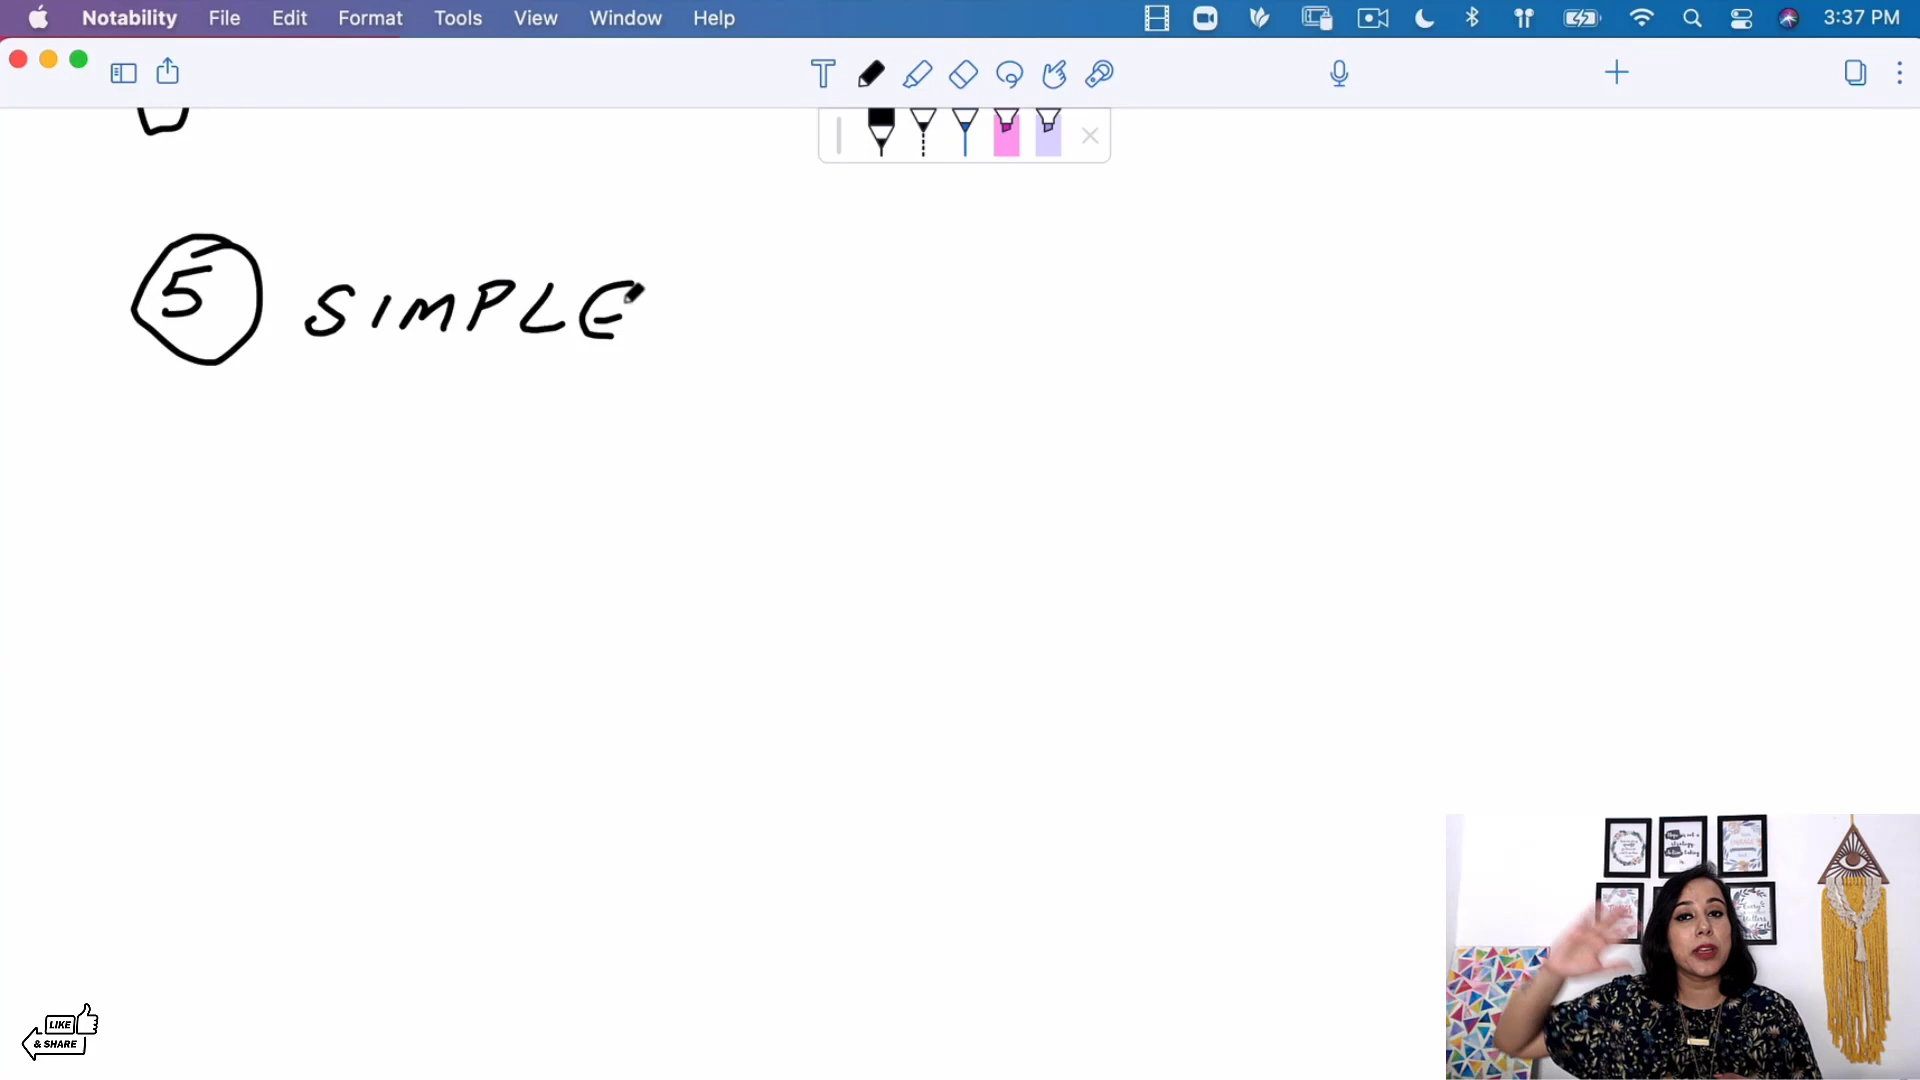 Notability File Edit Format Tools View Window Help 3:37 PM
5 SIMPLE
LIKE
& SHARE